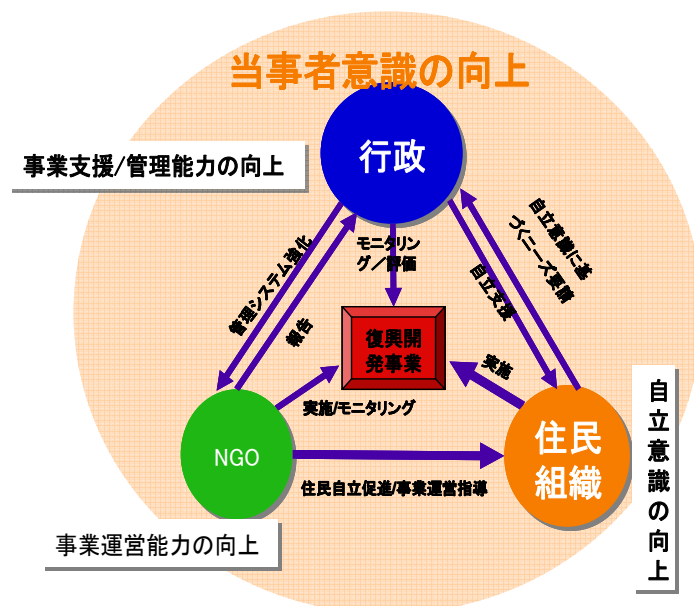 当事者意識の向上
行政
事業支援/管理能力の向上
モニタリン
グ／評価
管理システム強化
報告
自立支援
自立意識に基
づくニーズ要請
復興開
発事業
実施
実施/モニタリング
NGO
住民
組織
住民自立促進/事業運営指導
事業運営能力の向上
自立意識の向上